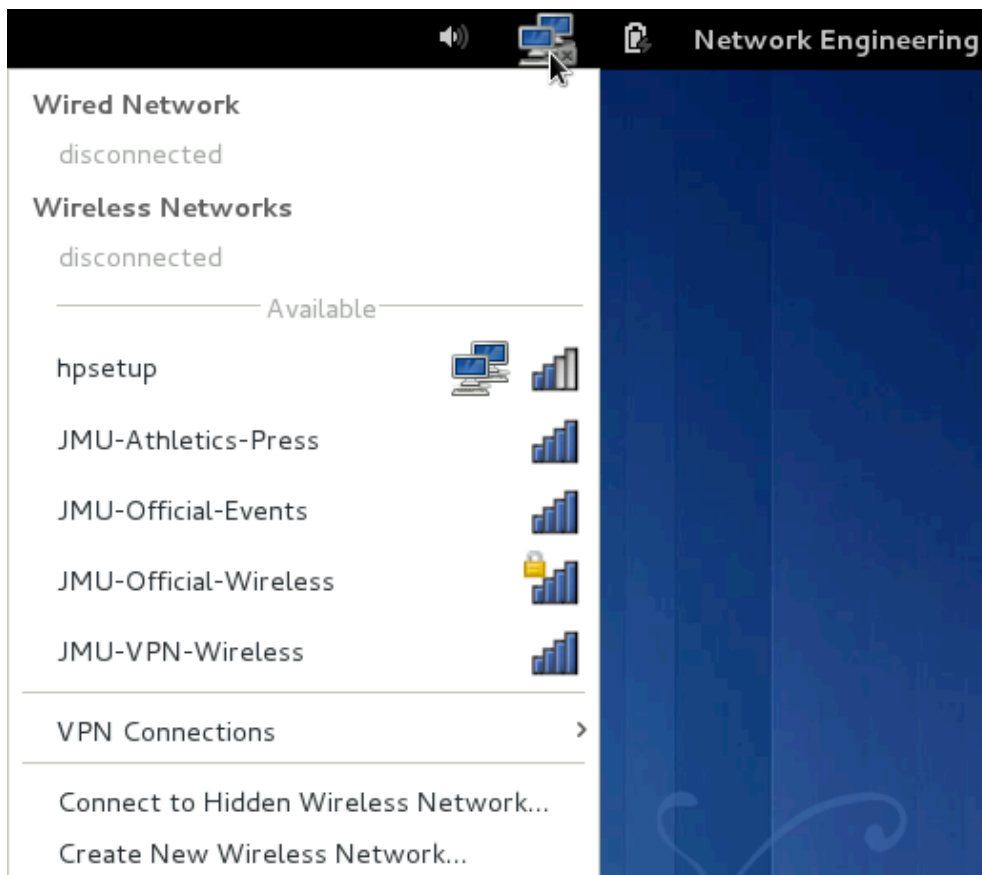 Network Engineering
Wired Network
disconnected
Wireless Networks
disconnected
Available
hpsetup
JMU-Athletics-Press
JMU-Official-Events
JMU-Official-Wireless
JMU-VPN-Wireless
VPN Connections
Connect to Hidden Wireless Network...
Create New Wireless Network...